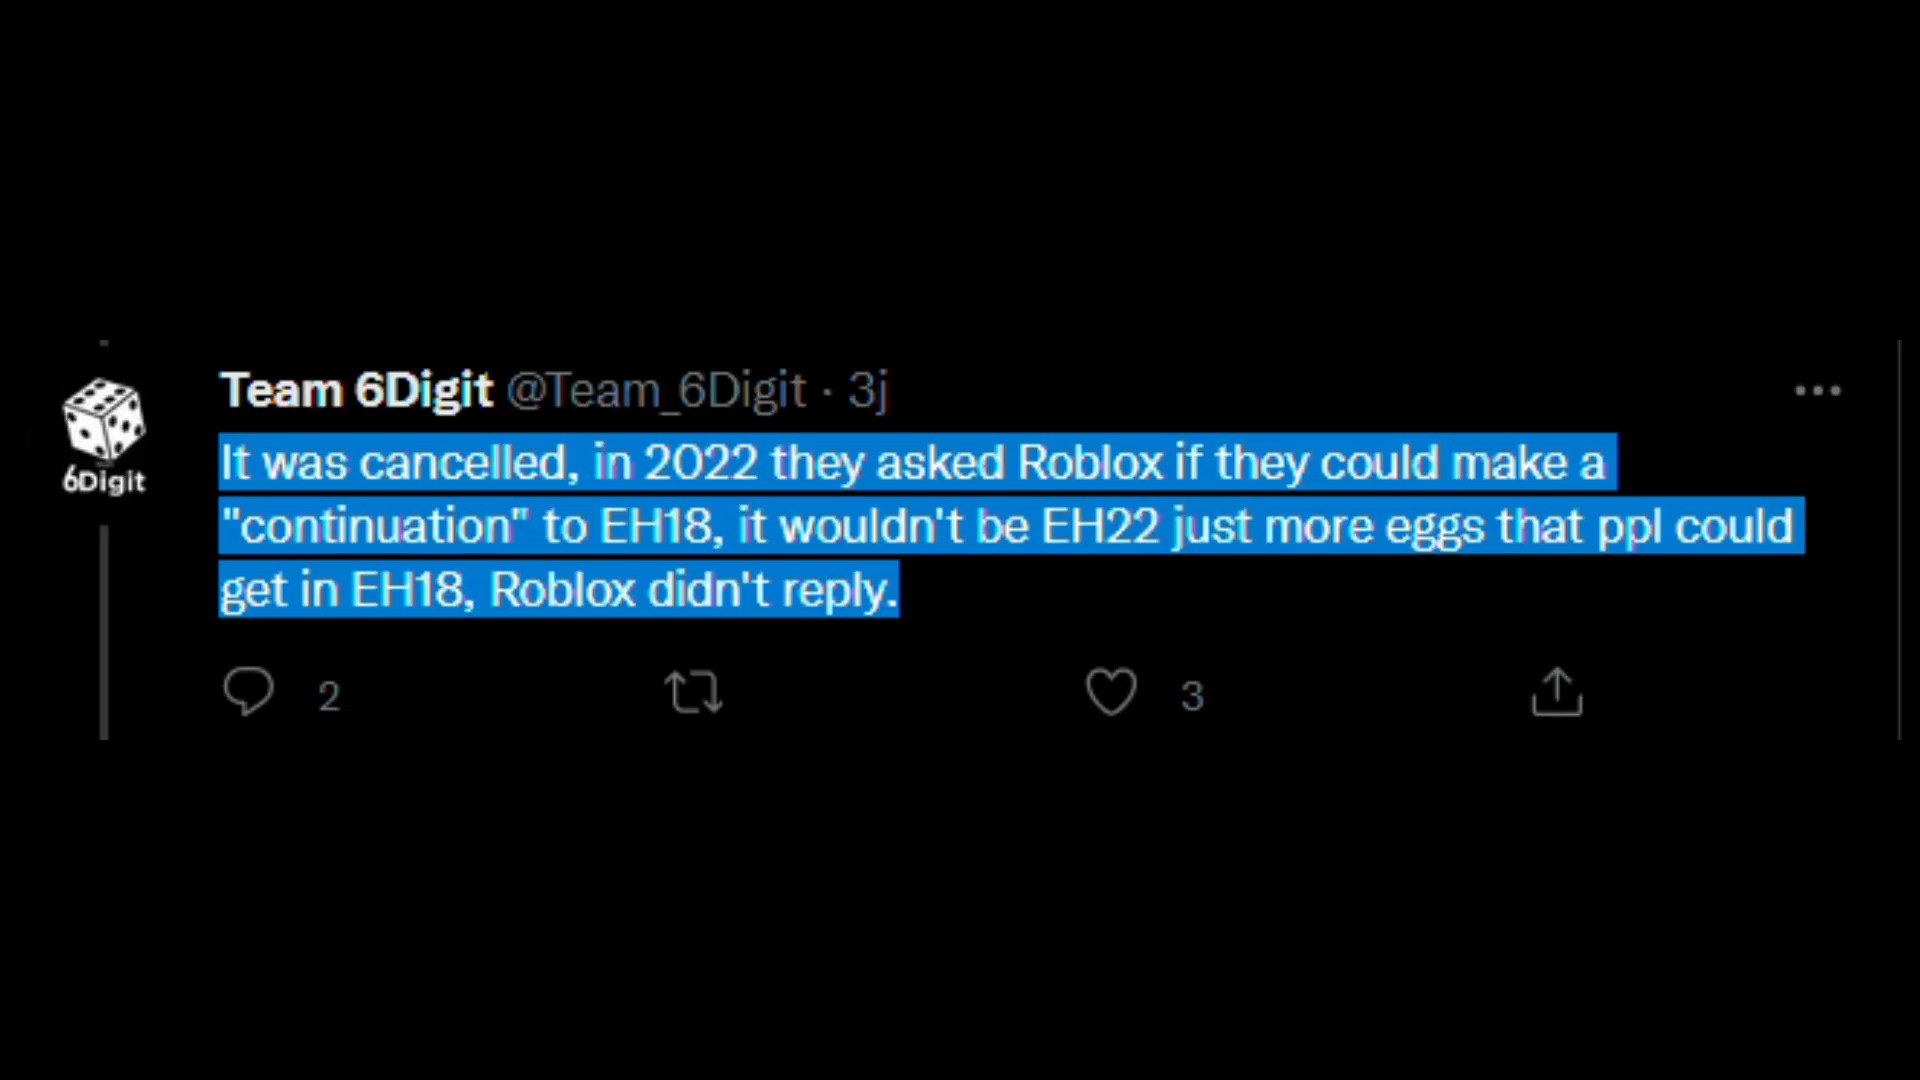 Team 6Digit @Team_6Digit · 3j
6Digit
It was cancelled, in 2022 they asked Roblox if they could make a
"continuation" to EH18, it wouldn't be EH22 just more eggs that ppl could
get in EH18, Roblox didn't reply.
2
3